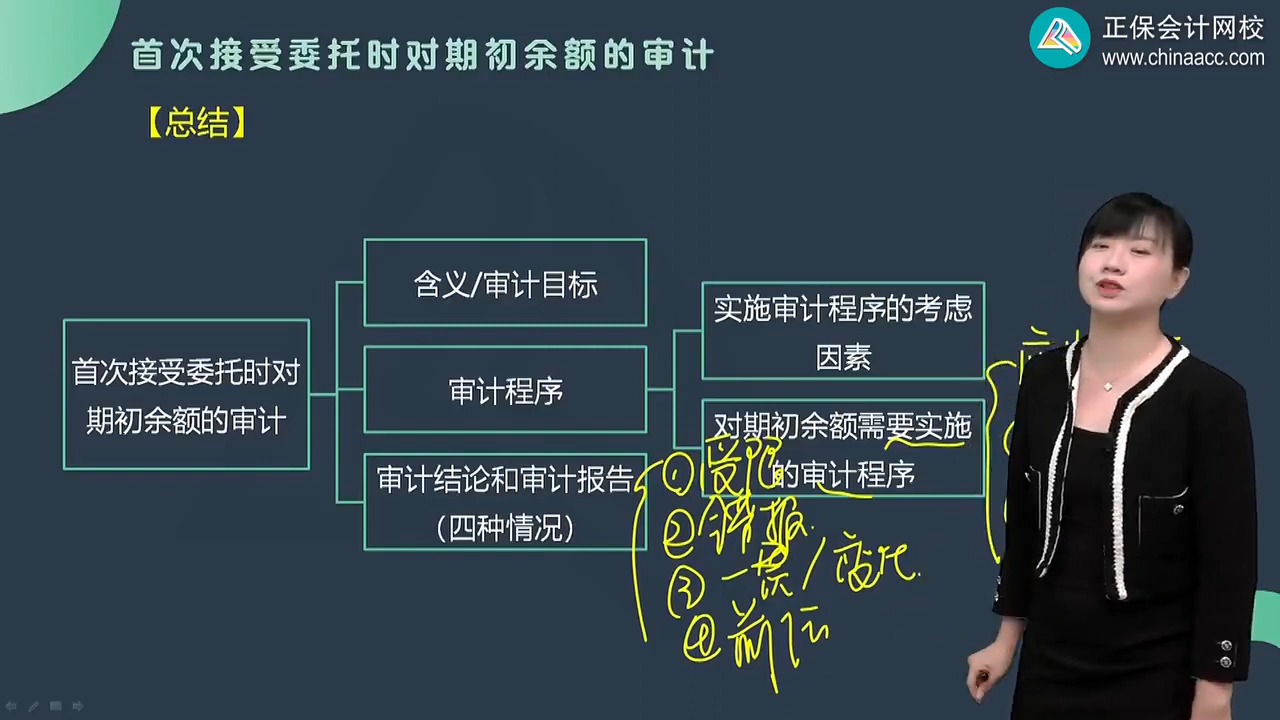 首次接受委托时对期初余额的审计
正保会计网校
www.chinaacc.com
【总结】
首次接受委托时对
期初余额的审计
含义/审计目标
审计程序
审计结论和审计报告
（四种情况）
实施审计程序的考虑
因素
对期初余额需要实施
的审计程序
①受限
②错报
③一贯/变化
④前任